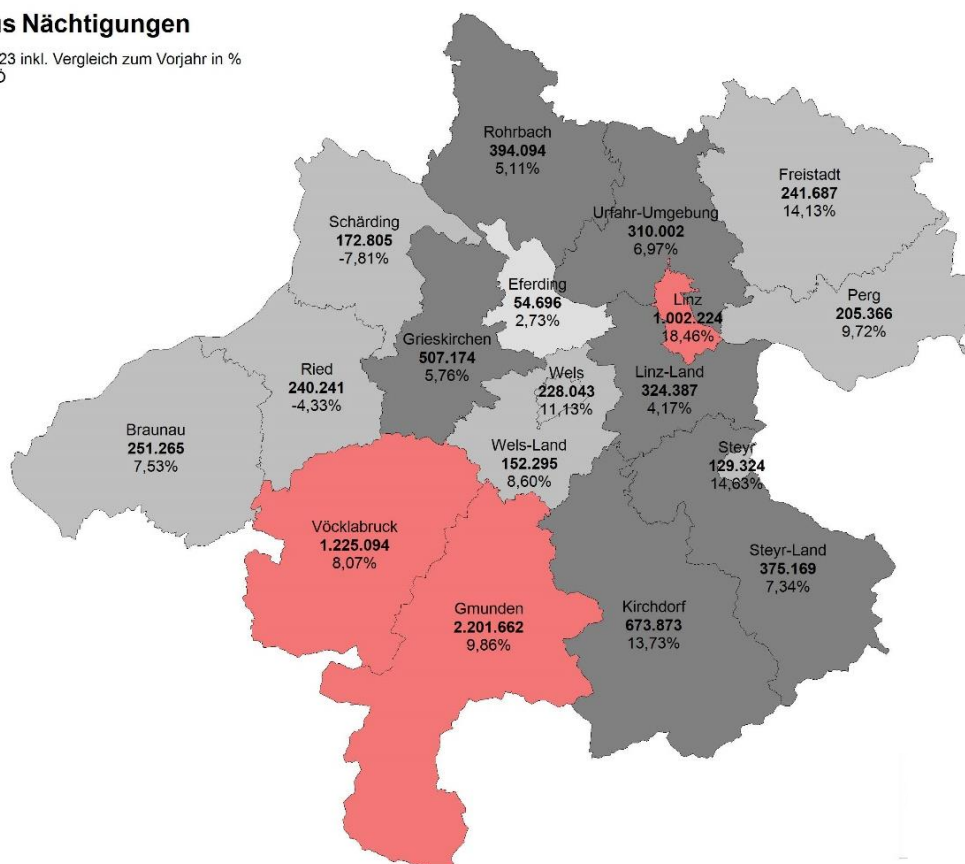 Nächtigungen
23 inkl. Vergleich zum Vorjahr in %
Rohrbach
394.094
5,11%
Freistadt
241.687
14,13%
Urfahr-Umgebung
310.002
6,97%
Schärding
172.805
-7,81%
Eferding
54.696
2,73%
Linz
1.002.224
18,46%
Perg
205.366
9,72%
Grieskirchen
507.174
5,76%
Ried
240.241
-4,33%
Wels
228.043
11,13%
Linz-Land
324.387
4,17%
Braunau
251.265
7,53%
Wels-Land
152.295
8,60%
Steyr
129.324
14,63%
Vöcklabruck
1.225.094
8,07%
Steyr-Land
375.169
7,34%
Gmunden
2.201.662
9,86%
Kirchdorf
673.873
13,73%